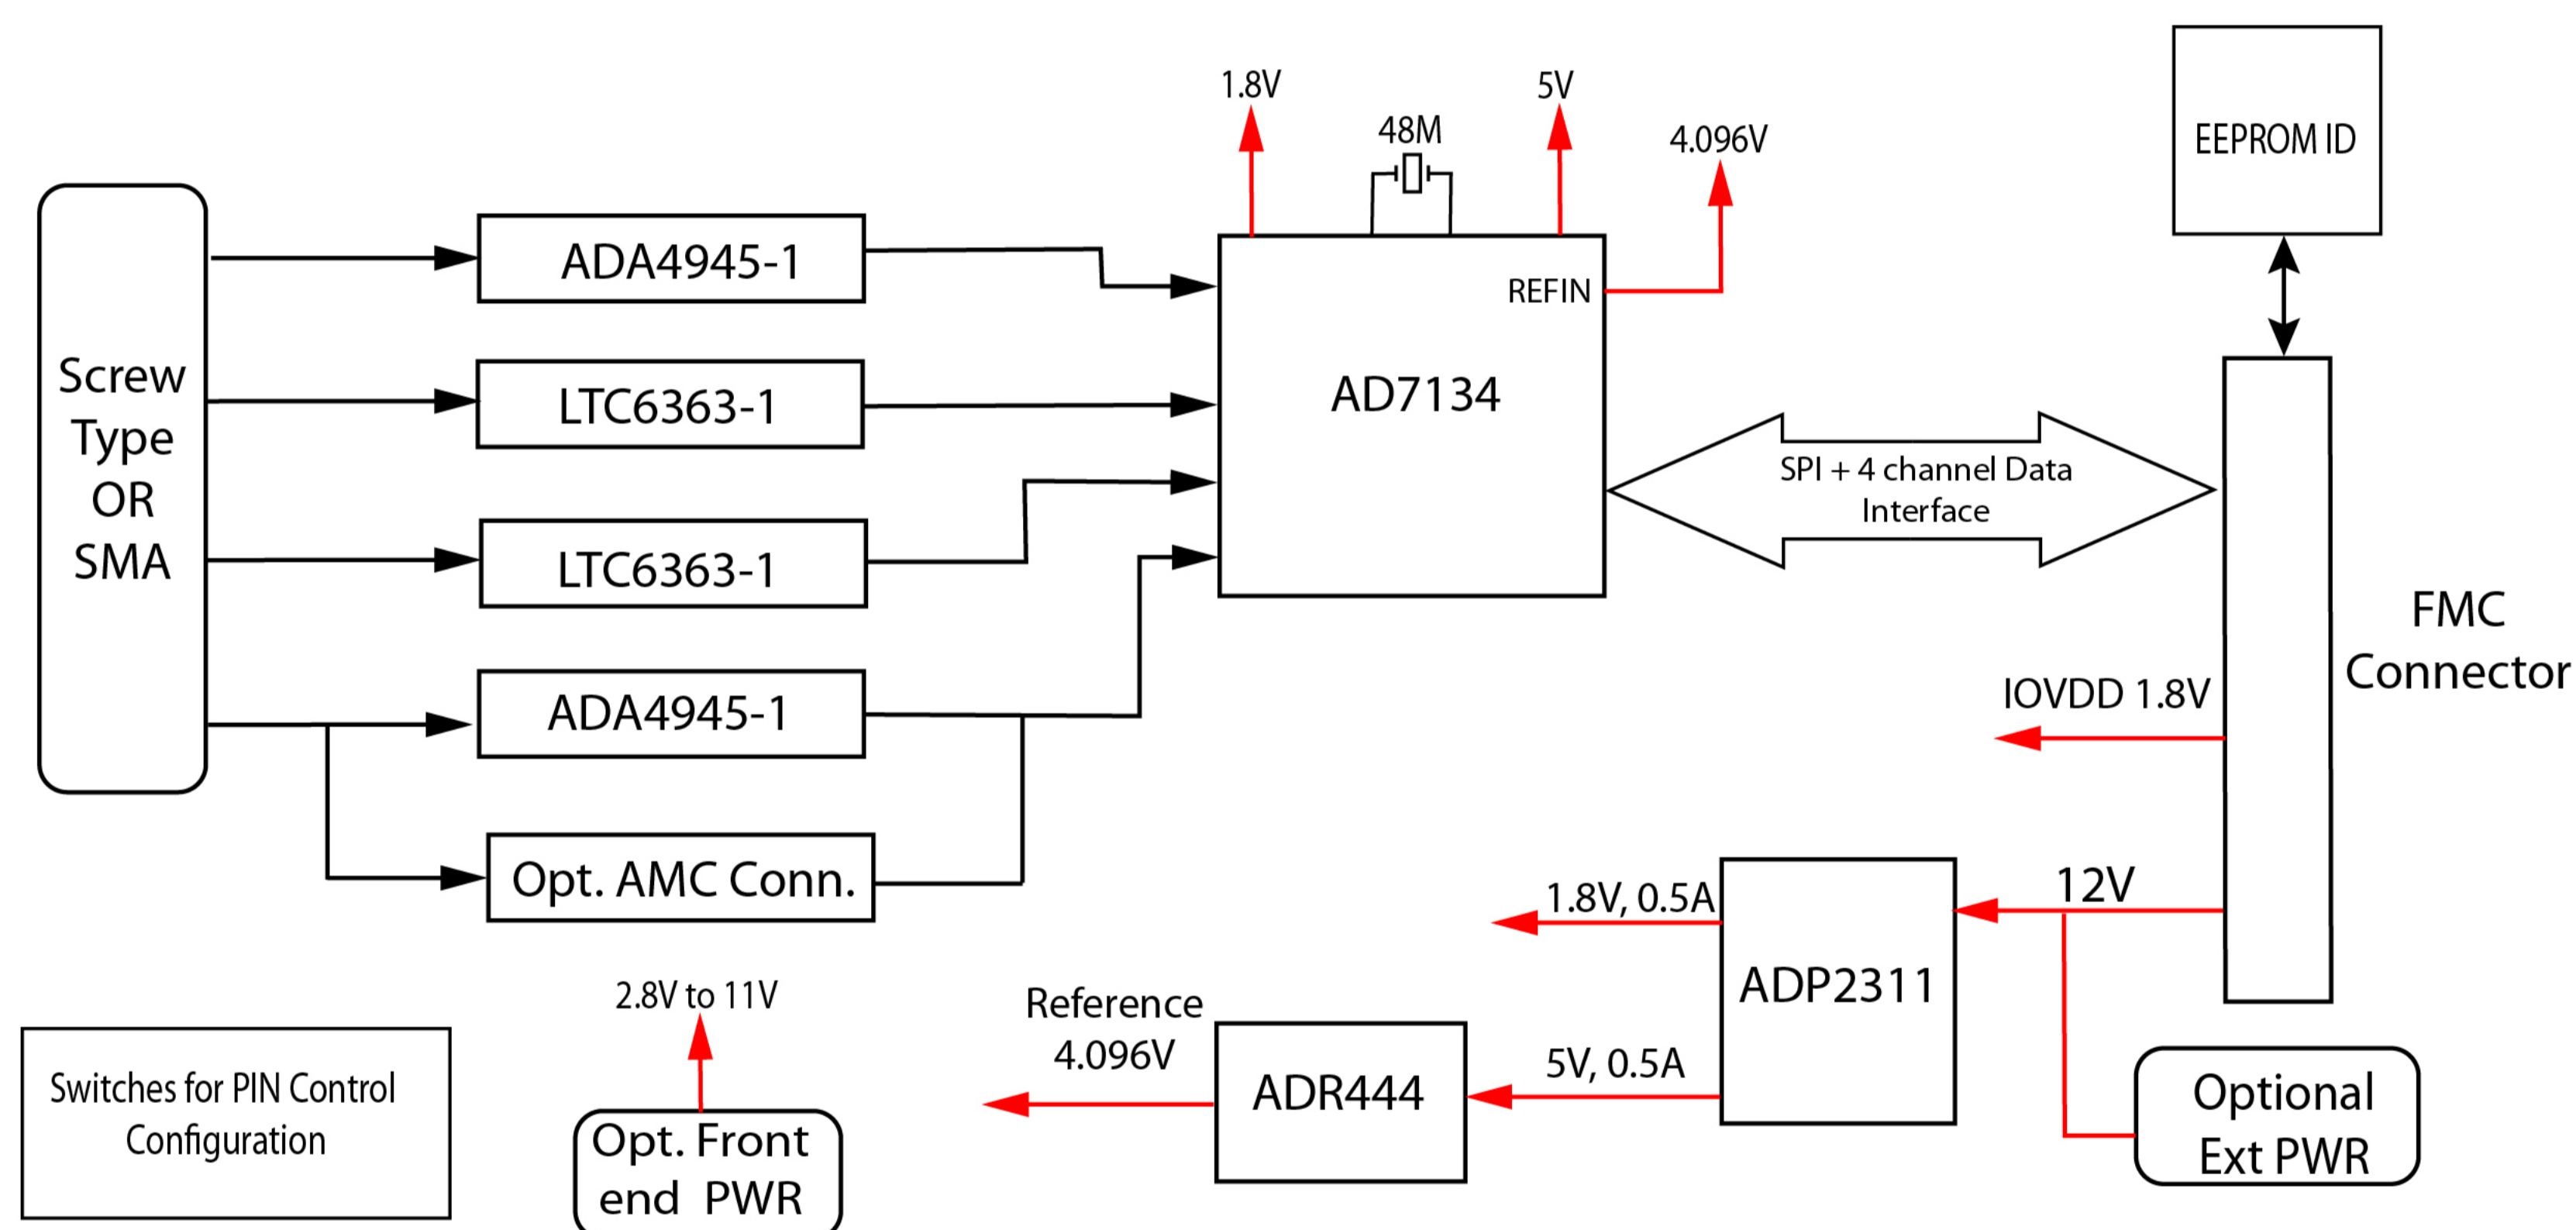 1.8V
48M
5V
4.096V
EEPROM ID
Screw
Type
OR
SMA
ADA4945-1
LTC6363-1
LTC6363-1
ADA4945-1
Opt. AMC Conn.
REFIN
AD7134
SPI + 4 channel Data
Interface
FMC
Connector
IOVDD 1.8V
12V
1.8V, 0.5A
ADP2311
5V, 0.5A
Reference
4.096V
ADR444
Optional
Ext PWR
2.8V to 11V
Opt. Front
end PWR
Switches for PIN Control
Configuration